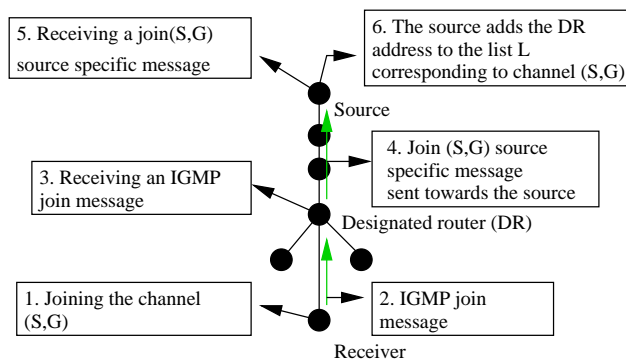 5. Receiving a join(S,G)
source specific message
6. The source adds the DR
address to the list L
corresponding to channel (S,G)
Source
4. Join (S,G) source
specific message
sent towards the source
3. Receiving an IGMP
join message
Designated router (DR)
1. Joining the channel
(S,G)
2. IGMP join
message
Receiver